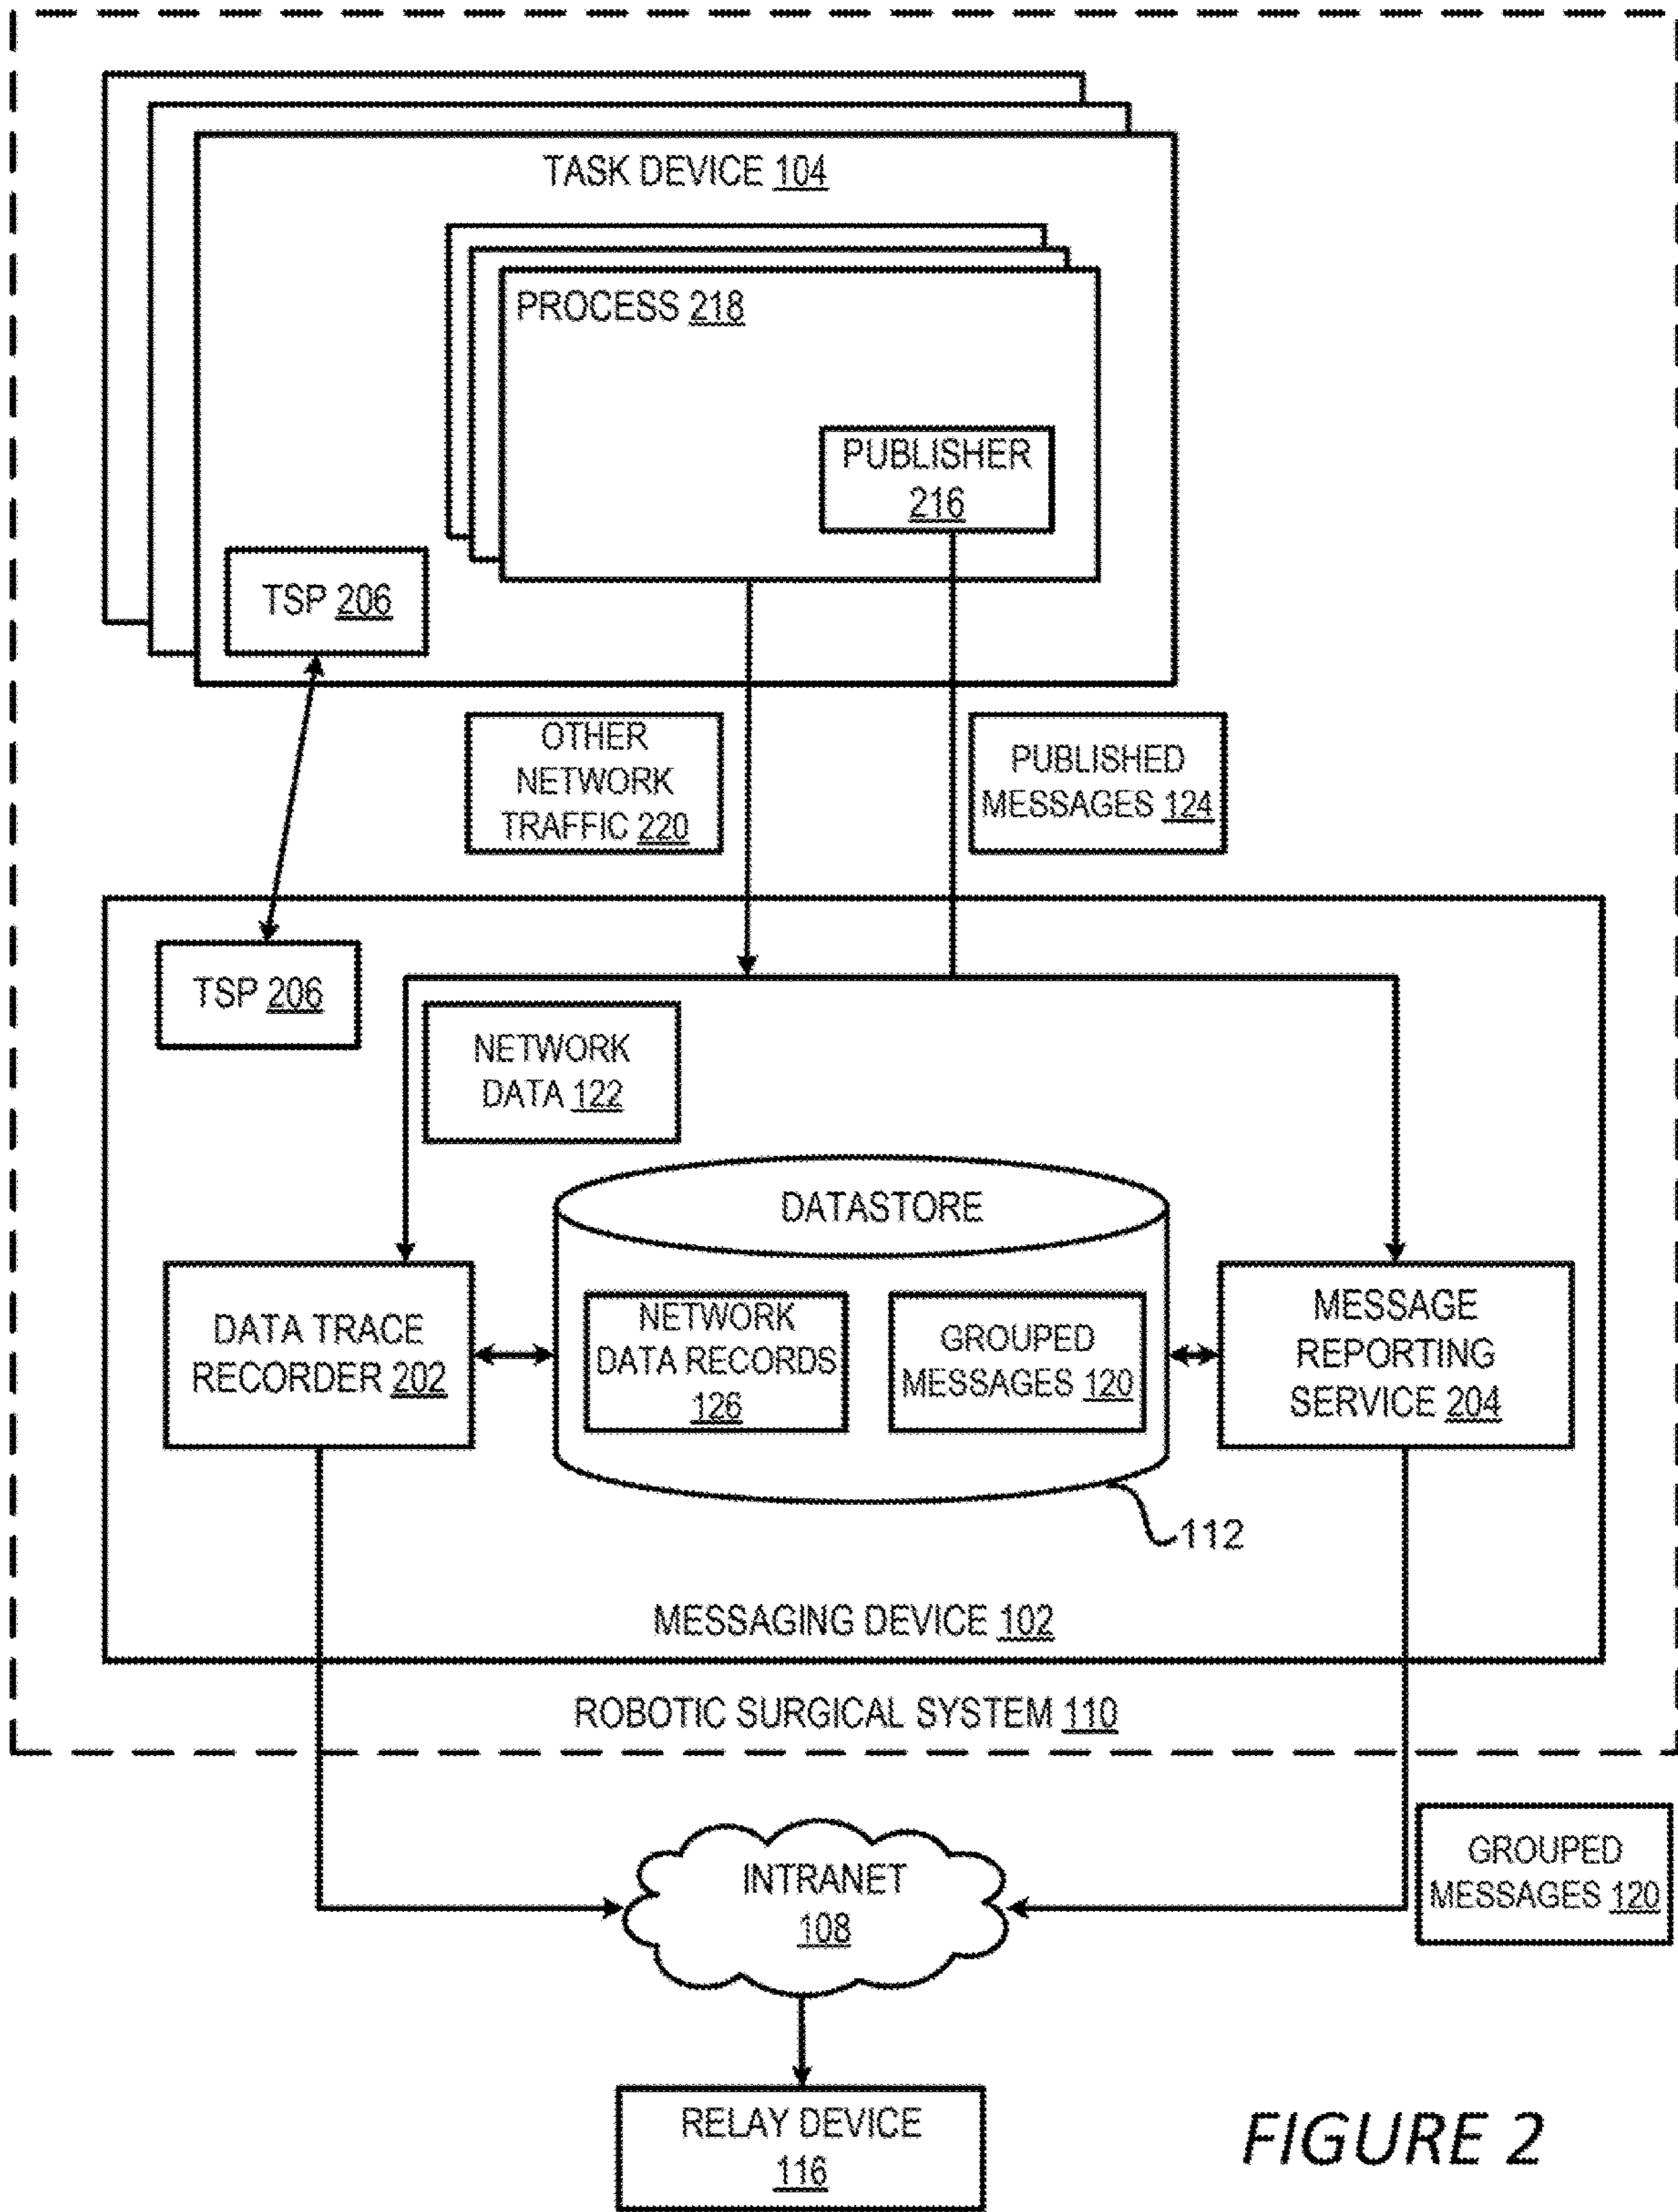 TASK DEVICE 104
PROCESS 218
PUBLISHER
216
TSP 206
OTHER
NETWORK
TRAFFIC 220
PUBLISHED
MESSAGES 124
TSP 206
NETWORK
DATA 122
DATASTORE
DATA TRACE
RECORDER 202
NETWORK
DATA RECORDS
126
GROUPED
MESSAGES 120
MESSAGE
REPORTING
SERVICE 204
112
MESSAGING DEVICE 102
ROBOTIC SURGICAL SYSTEM 110
INTRANET
108
GROUPED
MESSAGES 120
RELAY DEVICE
116
FIGURE 2